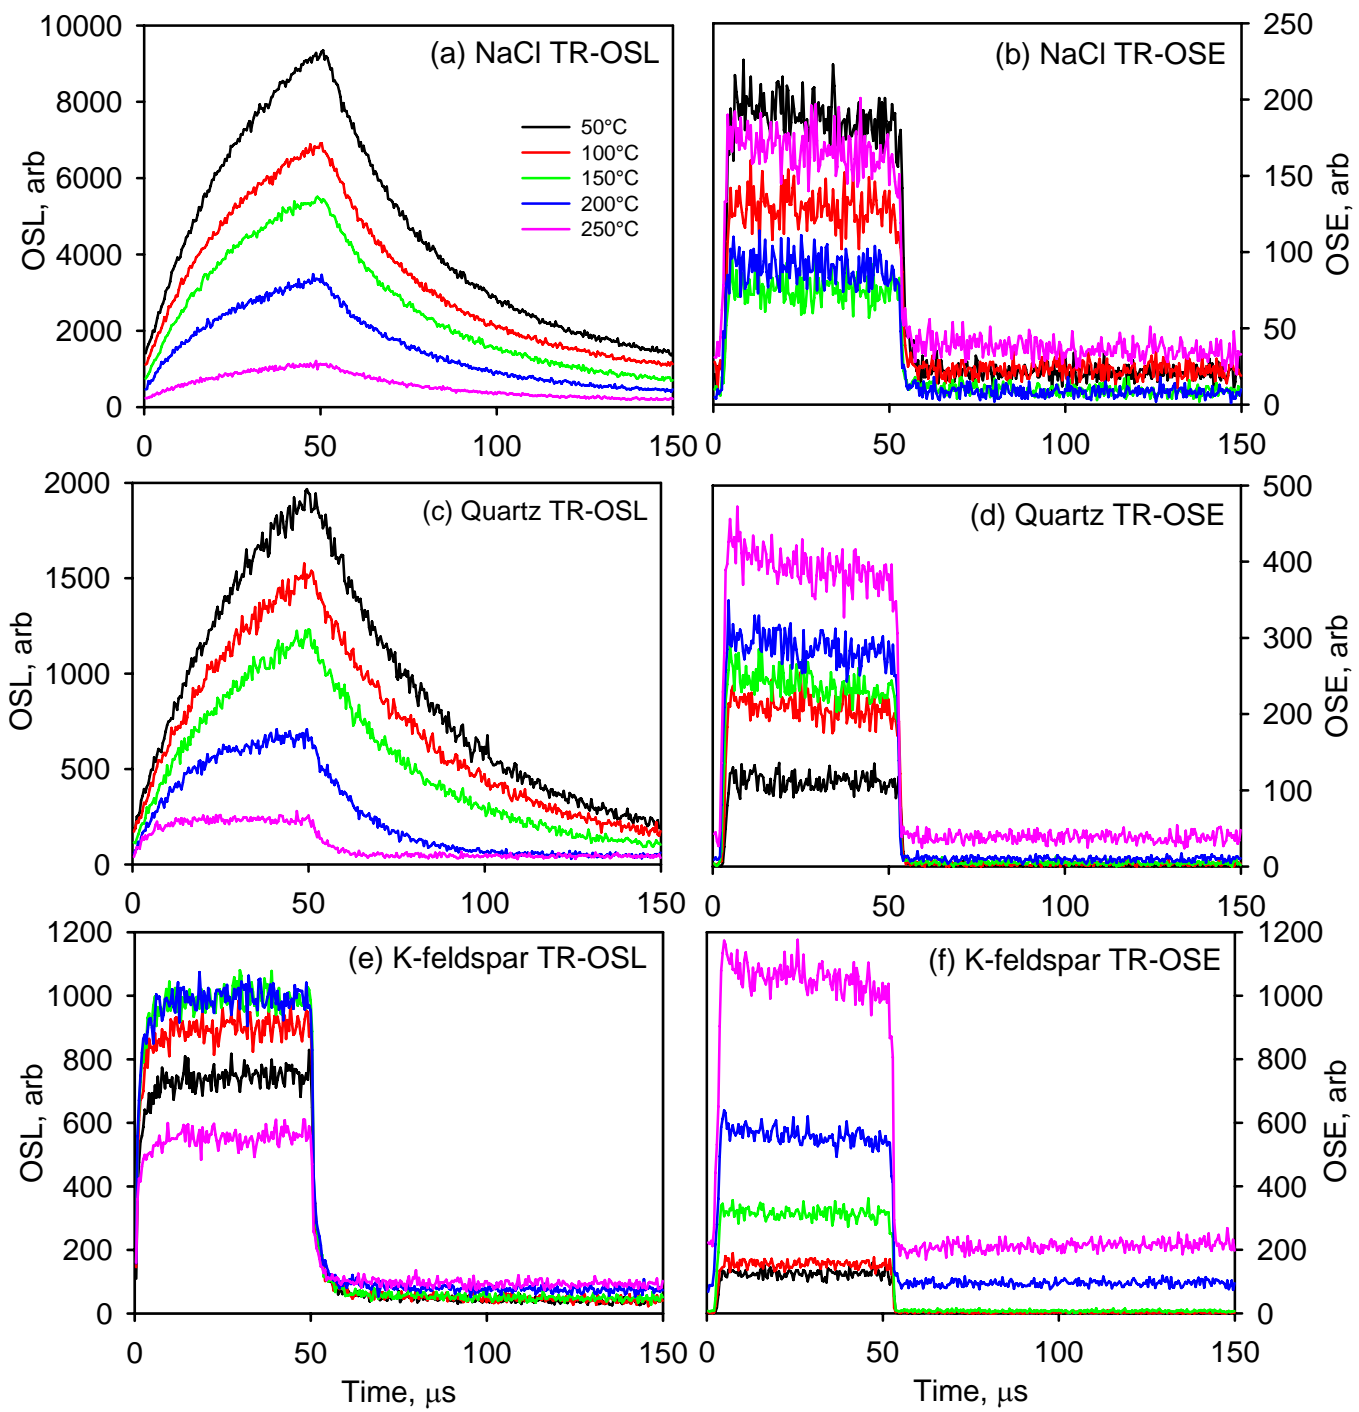 (a) NaCl TR-OSL
10000
8000
6000
4000
2000
0
OSL, arb
50°C
100°C
150°C
200°C
250°C
0 50 100 150
(b) NaCl TR-OSE
250
200
150
100
50
0
OSE, arb
0 50 100 150
(c) Quartz TR-OSL
2000
1500
1000
500
0
OSL, arb
0 50 100 150
(d) Quartz TR-OSE
500
400
300
200
100
0
OSE, arb
0 50 100 150
(e) K-feldspar TR-OSL
1200
1000
800
600
400
200
0
OSL, arb
0 50 100 150
Time, μs
(f) K-feldspar TR-OSE
1200
1000
800
600
400
200
0
OSE, arb
0 50 100 150
Time, μs